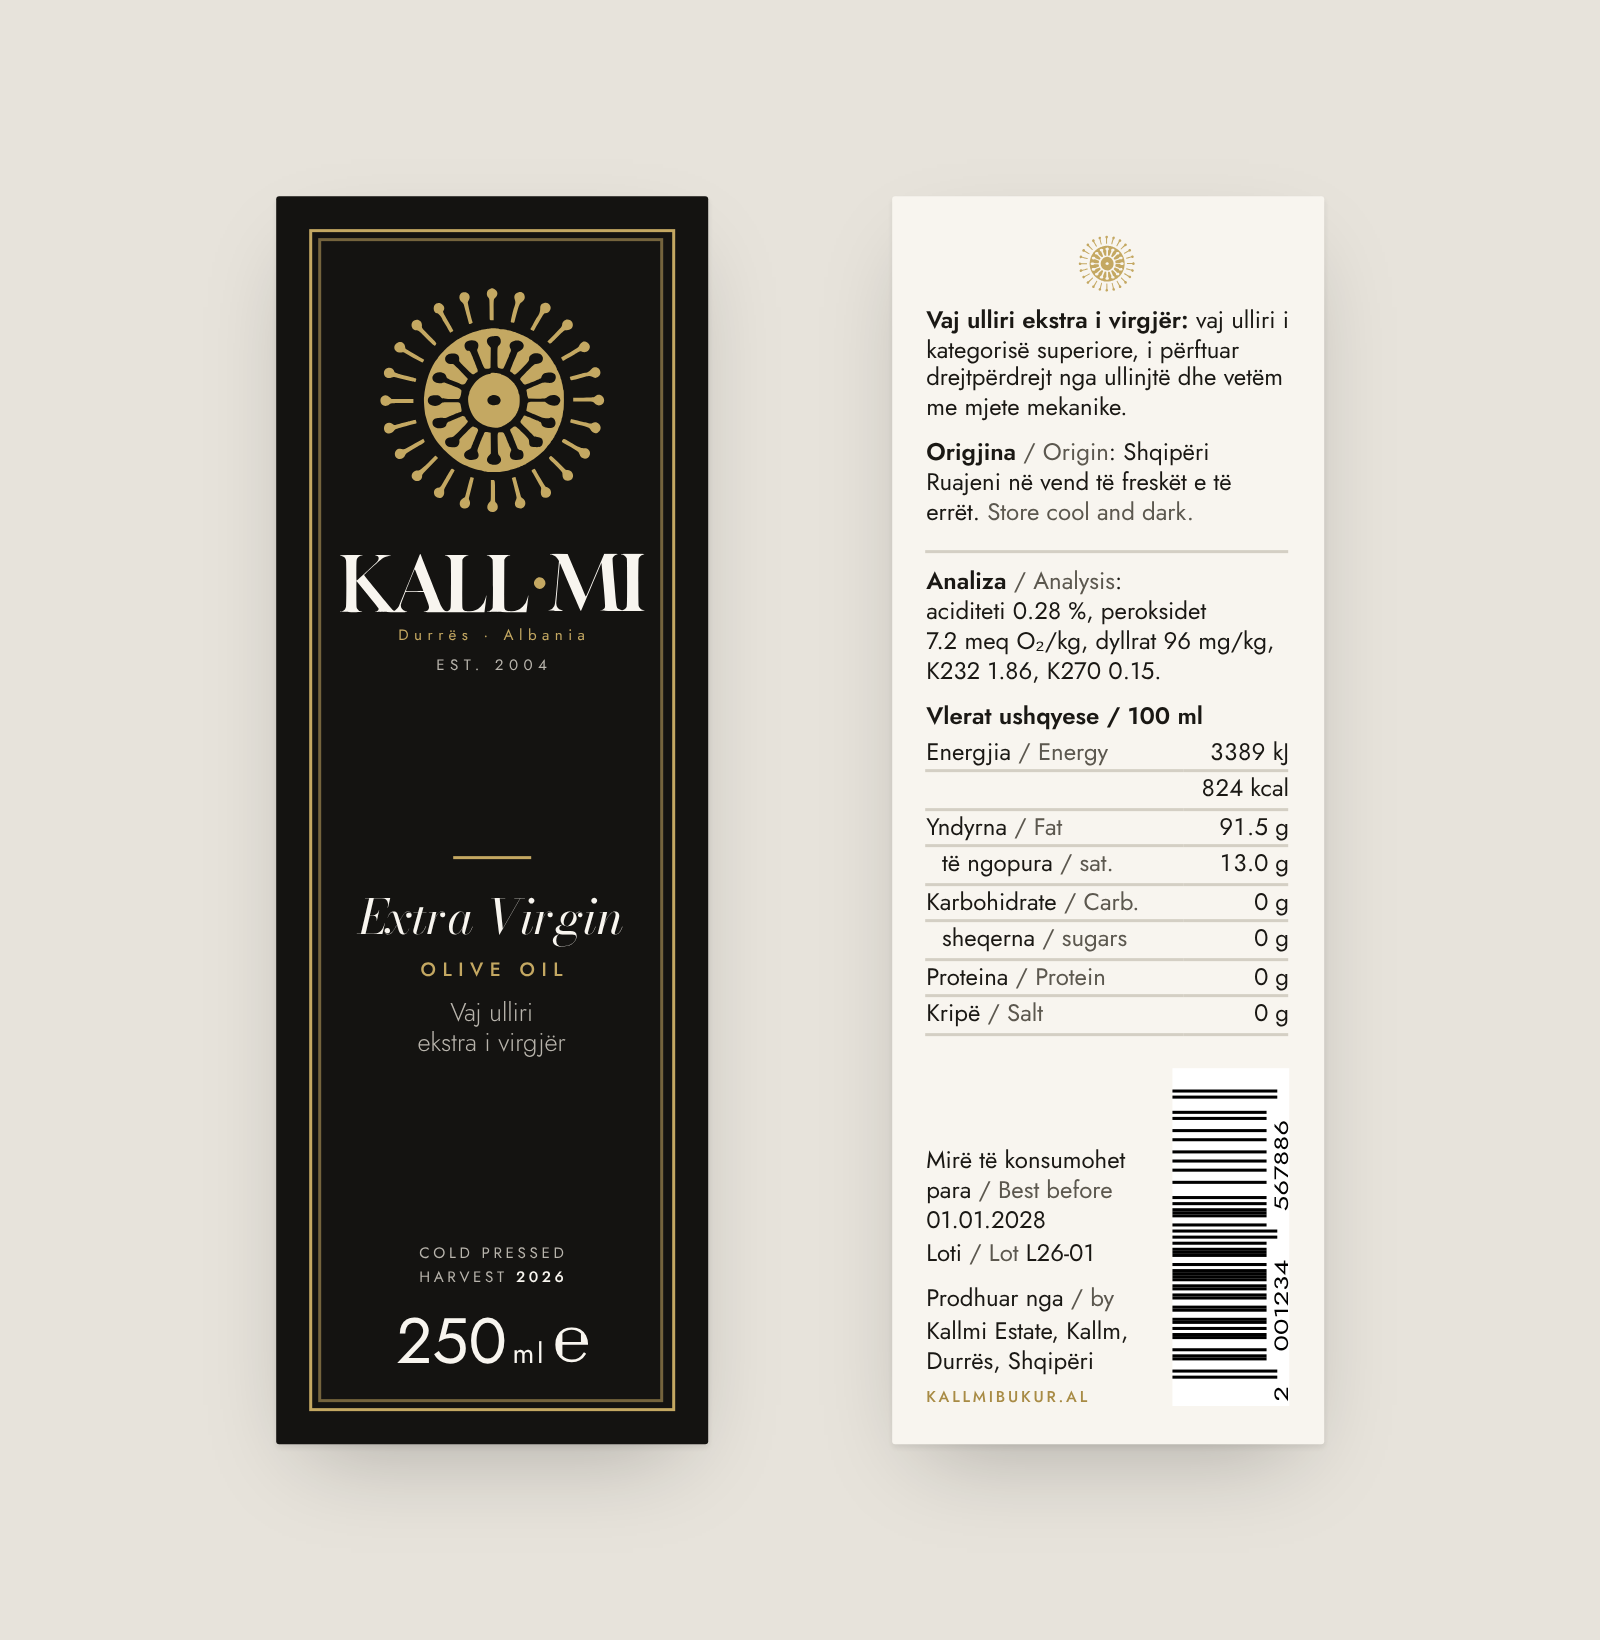 KALL·MI
Durrës · Albania
EST. 2004
Extra Virgin
OLIVE OIL
Vaj ulliri
ekstra i virgjër
COLD PRESSED
HARVEST 2026
250 ml ℮
Vaj ulliri ekstra i virgjër: vaj ulliri i
kategorisë superiore, i përftuar
drejtpërdrejt nga ullinjtë dhe vetëm
me mjete mekanike.
Origjina / Origin: Shqipëri
Ruajeni në vend të freskët e të
errët. Store cool and dark.
Analiza / Analysis:
aciditeti 0.28 %, peroksidet
7.2 meq O₂/kg, dyllrat 96 mg/kg,
K232 1.86, K270 0.15.
Vlerat ushqyese / 100 ml
Energjia / Energy 3389 kJ
824 kcal
Yndyrna / Fat 91.5 g
të ngopura / sat. 13.0 g
Karbohidrate / Carb. 0 g
sheqerna / sugars 0 g
Proteina / Protein 0 g
Kripë / Salt 0 g
Mirë të konsumohet
para / Best before
01.01.2028
Loti / Lot L26-01
Prodhuar nga / by
Kallmi Estate, Kallm,
Durrës, Shqipëri
KALLMIBUKUR.AL
2 001234 567886